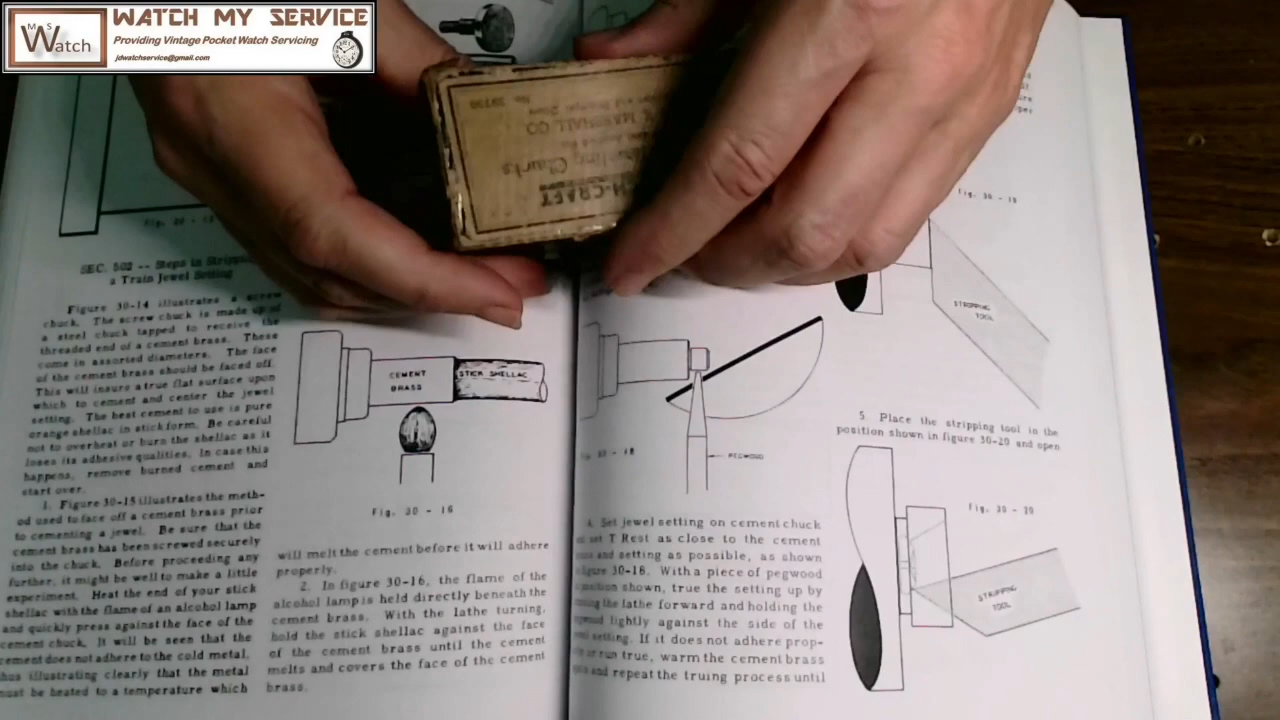 WATCH MY SERVICE
M S
Watch
Providing Vintage Pocket Watch Servicing
jdwatchservice@gmail.com
No. 30730
MARSHALL CO
CRAFT
SEC. 502 -- Steps in
a Train Jewel Setting
Figure 30-14 illustrates a screw
chuck. The screw chuck is made up of
a steel chuck tapped to receive the
threaded end of a cement brass. These
come in assorted diameters. The face
of the cement brass should be faced off.
This will insure a true flat surface upon
which to cement and center the jewel
setting. The best cement to use is pure
orange shellac in stick form. Be careful
not to overheat or burn the shellac as it
loses its adhesive qualities. In case this
happens, remove burned cement and
start over.
1. Figure 30-15 illustrates the meth-
od used to face off a cement brass prior
to cementing a jewel. Be sure that the
cement brass has been screwed securely
into the chuck. Before proceeding any
further, it might be well to make a little
experiment. Heat the end of your stick
shellac with the flame of an alcohol lamp
and quickly press against the face of the
cement chuck. It will be seen that the
cement does not adhere to the cold metal,
thus illustrating clearly that the metal
must be heated to a temperature which
CEMENT
BRASS
STICK SHELLAC
Fig. 30 - 16
will melt the cement before it will adhere
properly.
2. In figure 30-16, the flame of the
alcohol lamp is held directly beneath the
cement brass. With the lathe turning,
hold the stick shellac against the face
of the cement brass until the cement
melts and covers the face of the cement
brass.
PEGWOOD
- 18
4. Set jewel setting on cement chuck
set T Rest as close to the cement
and setting as possible, as shown
figure 30-18. With a piece of pegwood
position shown, true the setting up by
the lathe forward and holding the
lightly against the side of the
setting. If it does not adhere prop-
or run true, warm the cement brass
and repeat the truing process until
Fig. 30 - 19
STRIPPING
TOOL
5. Place the stripping tool in the
position shown in figure 30-20 and open
Fig. 30 - 20
STRIPPING
TOOL